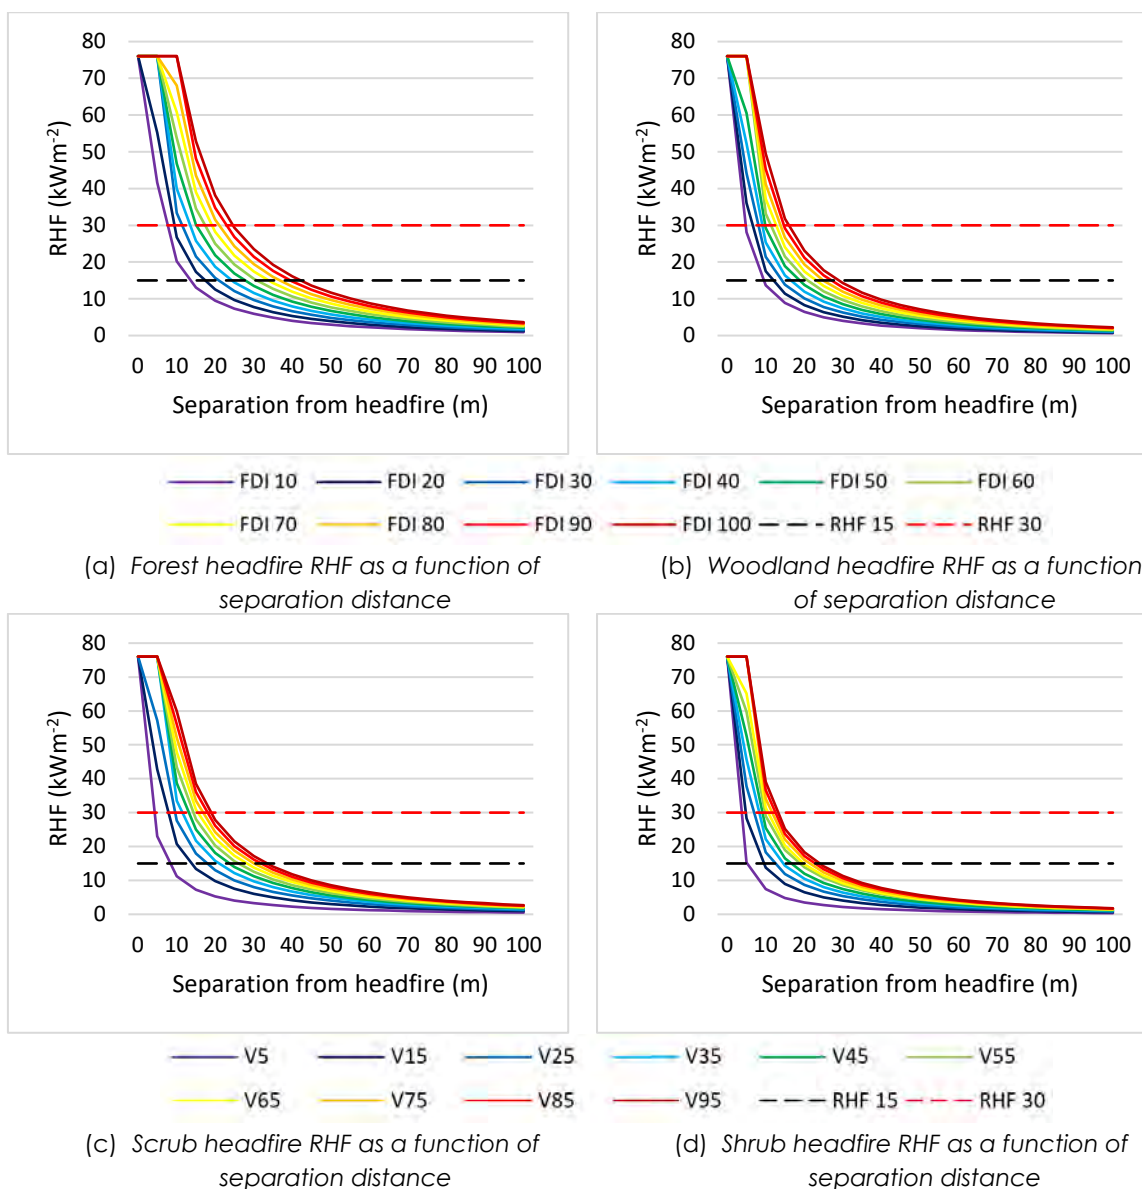 80
70
60
50
40
30
20
10
0
RHF (kWm-2)
0 10 20 30 40 50 60 70 80 90 100
Separation from headfire (m)
80
70
60
50
40
30
20
10
0
RHF (kWm-2)
0 10 20 30 40 50 60 70 80 90 100
Separation from headfire (m)
FDI 10 FDI 20 FDI 30 FDI 40 FDI 50 FDI 60
FDI 70 FDI 80 FDI 90 FDI 100 RHF 15 RHF 30
(a) Forest headfire RHF as a function of
separation distance
(b) Woodland headfire RHF as a function
of separation distance
80
70
60
50
40
30
20
10
0
RHF (kWm-2)
0 10 20 30 40 50 60 70 80 90 100
Separation from headfire (m)
80
70
60
50
40
30
20
10
0
RHF (kWm-2)
0 10 20 30 40 50 60 70 80 90 100
Separation from headfire (m)
V5 V15 V25 V35 V45 V55
V65 V75 V85 V95 RHF 15 RHF 30
(c) Scrub headfire RHF as a function of
separation distance
(d) Shrub headfire RHF as a function of
separation distance